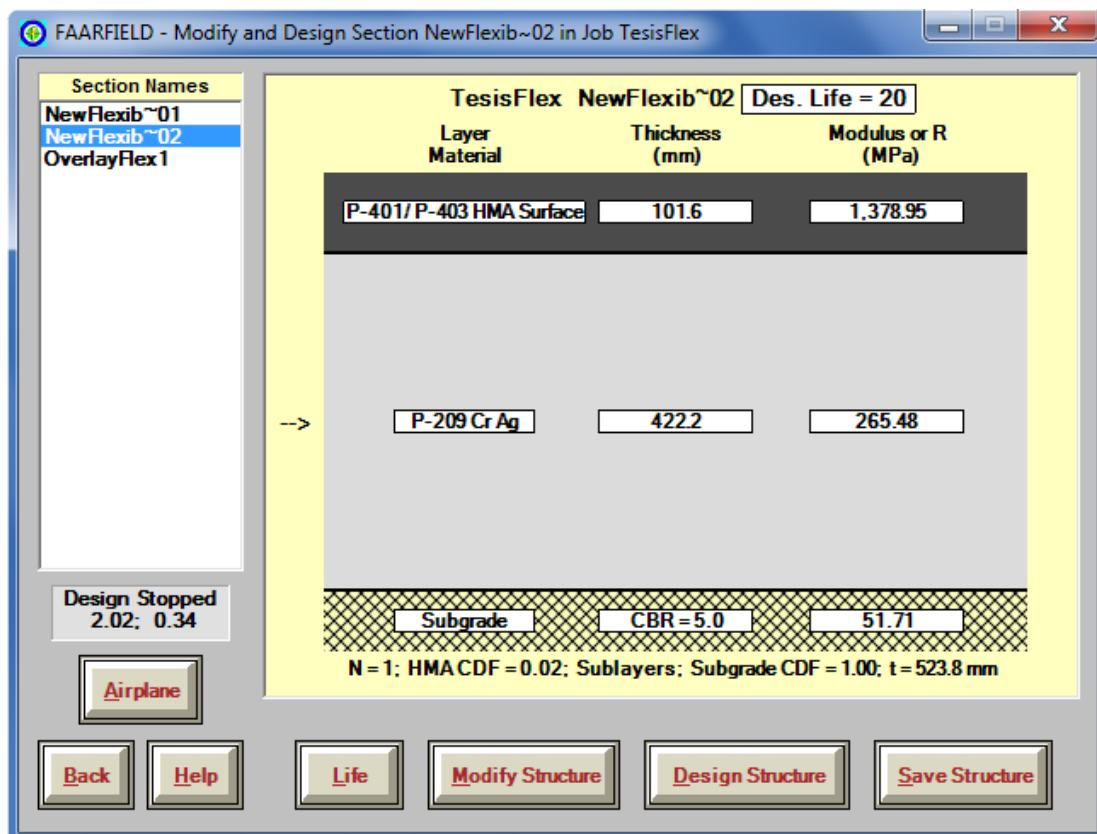 FAARFIELD - Modify and Design Section NewFlexib~02 in Job TesisFlex
Section Names
NewFlexib~01
NewFlexib~02
OverlayFlex1
TesisFlex NewFlexib~02 Des. Life = 20
Layer Material Thickness (mm) Modulus or R (MPa)
P-401/ P-403 HMA Surface 101.6 1,378.95
--> P-209 Cr Ag 422.2 265.48
Subgrade CBR = 5.0 51.71
N = 1; HMA CDF = 0.02; Sublayers; Subgrade CDF = 1.00; t = 523.8 mm
Design Stopped
2.02; 0.34
Airplane
Back Help Life Modify Structure Design Structure Save Structure